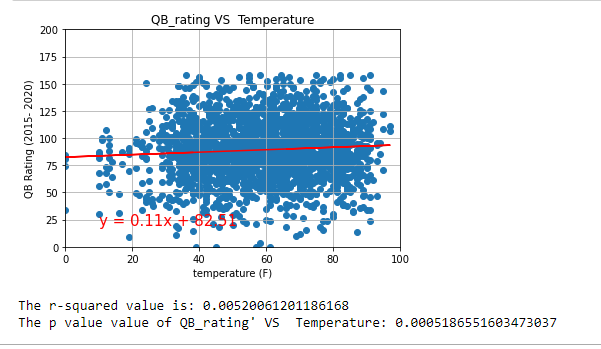 QB_rating VS  Temperature
200
175
150
125
100
75
50
25
0
QB Rating (2015- 2020)
y = 0.11x + 82.51
0 20 40 60 80 100
temperature (F)
The r-squared value is: 0.00520061201186168
The p value value of QB_rating' VS  Temperature: 0.0005186551603473037